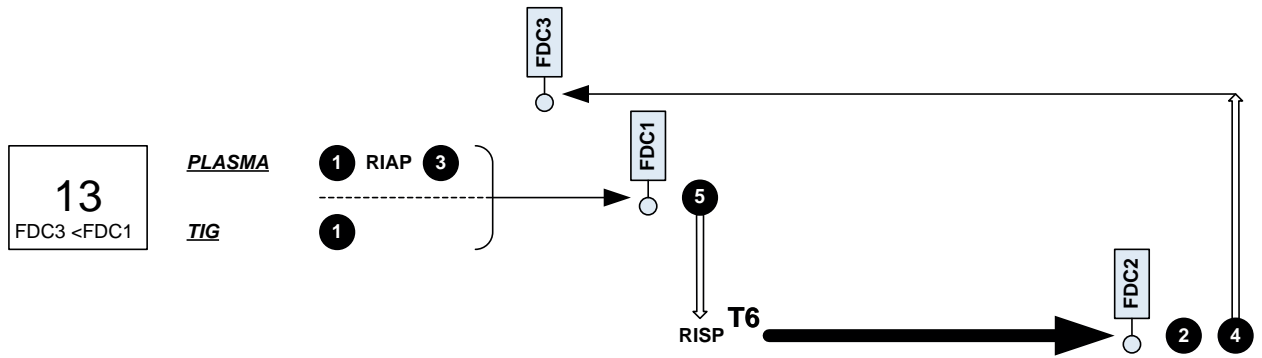 FDC3
FDC1
PLASMA 1 RIAP 3
13
FDC3 <FDC1
5
TIG 1
FDC2
RISP T6
2 4